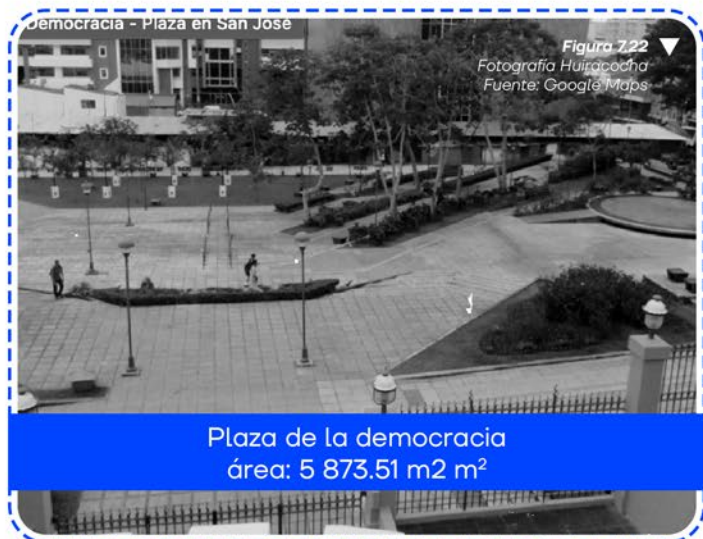 Democracia - Plaza en San José
Figura 7.22
Fotografía Huiracocha
Fuente: Google Maps
Plaza de la democracia
área: 5 873.51 m2 m²